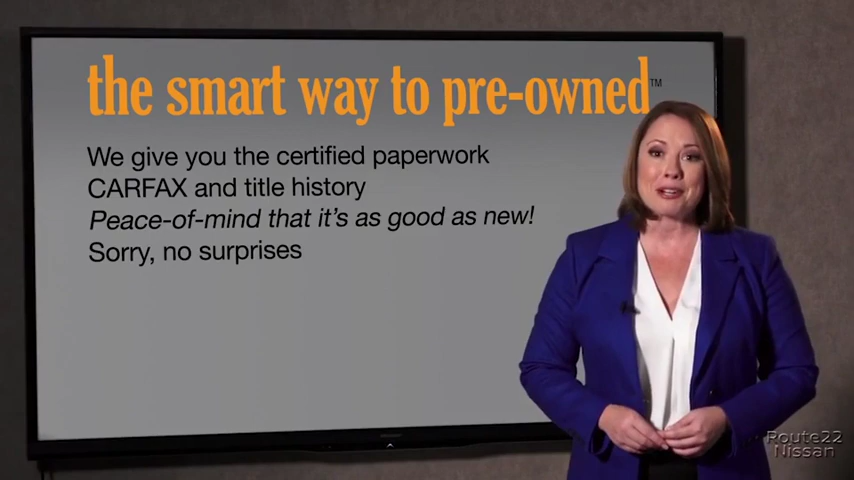 the smart way to pre-owned™
We give you the certified paperwork
CARFAX and title history
Peace-of-mind that it's as good as new!
Sorry, no surprises
Route22
Nissan